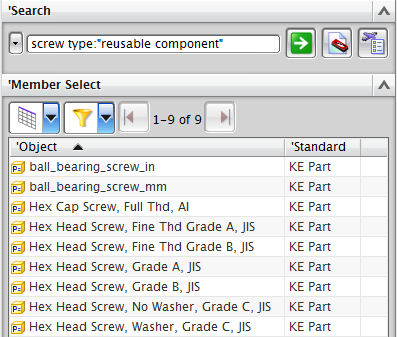 'Search
screw type:"reusable component"
'Member Select
1-9 of 9
'Object 'Standard
ball_bearing_screw_in KE Part
ball_bearing_screw_mm KE Part
Hex Cap Screw, Full Thd, AI KE Part
Hex Head Screw, Fine Thd Grade A, JIS KE Part
Hex Head Screw, Fine Thd Grade B, JIS KE Part
Hex Head Screw, Grade A, JIS KE Part
Hex Head Screw, Grade B, JIS KE Part
Hex Head Screw, No Washer, Grade C, JIS KE Part
Hex Head Screw, Washer, Grade C, JIS KE Part